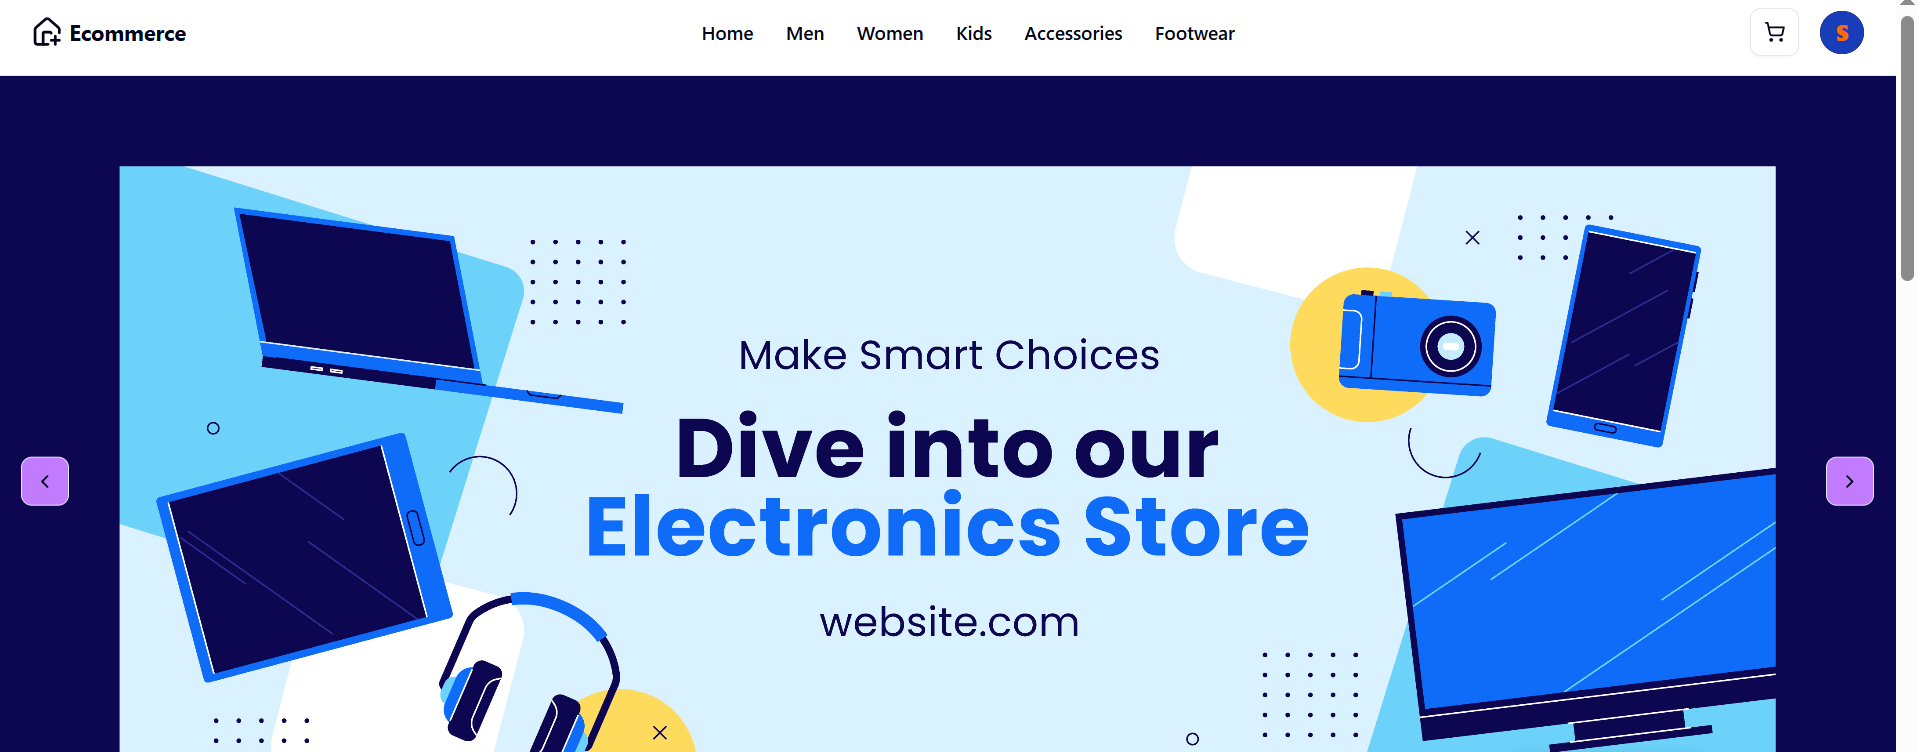 Ecommerce
Home Men Women Kids Accessories Footwear
S
Make Smart Choices
Dive into our
Electronics Store
website.com